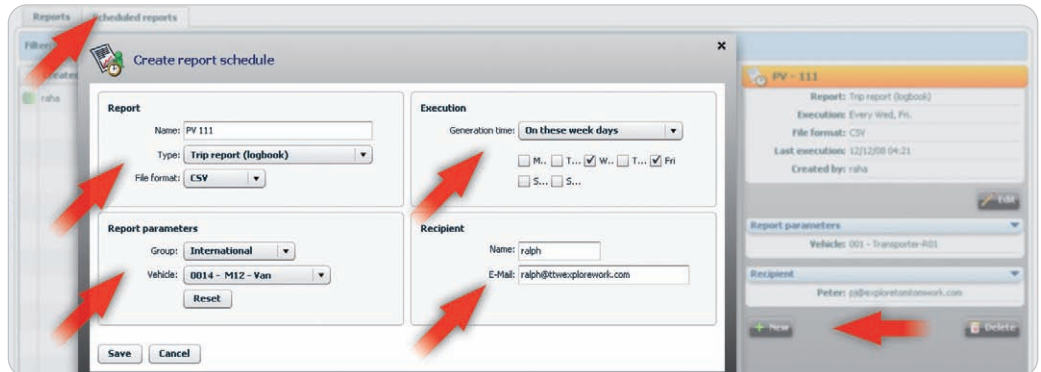 Reports
Scheduled reports
Create report schedule
Report
Name: PV 111
Type: Trip report (logbook)
File format: CSV
Execution
Generation time: On these week days
M.. T... W.. T... Fri
S... S...
Report parameters
Group: International
Vehicle: 0014 - M12 - Van
Reset
Recipient
Name: ralph
E-Mail: ralph@ttwexplorework.com
Save Cancel
raha
PV - 111
Report: Trip report (logbook)
Execution: Every Wed, Fri.
File format: CSV
Last execution: 12/12/08 04:21
Created by: raha
Edit
Report parameters
Vehicle: 001 - Transporter-R01
Recipient
Peter:
New Delete